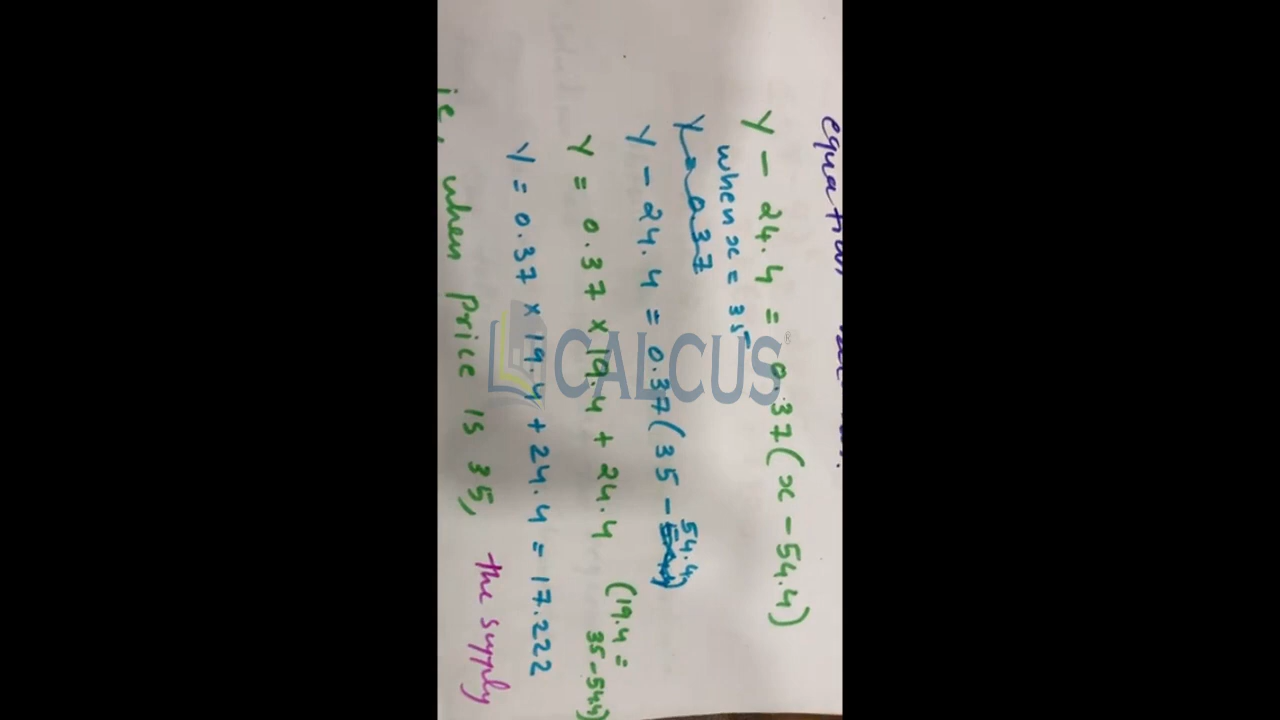 equation
y - 24.4 = 0.37(x - 54.4)
when x = 35
y = 0.37
y - 24.4 = 0.37(35 - 54.4)
y = 0.37 × 19.4 + 24.4 (19.4 = 35-54.4)
y = 0.37 × 19.4 + 24.4 = 17.222
ie, when price is 35, the supply
CALCUS